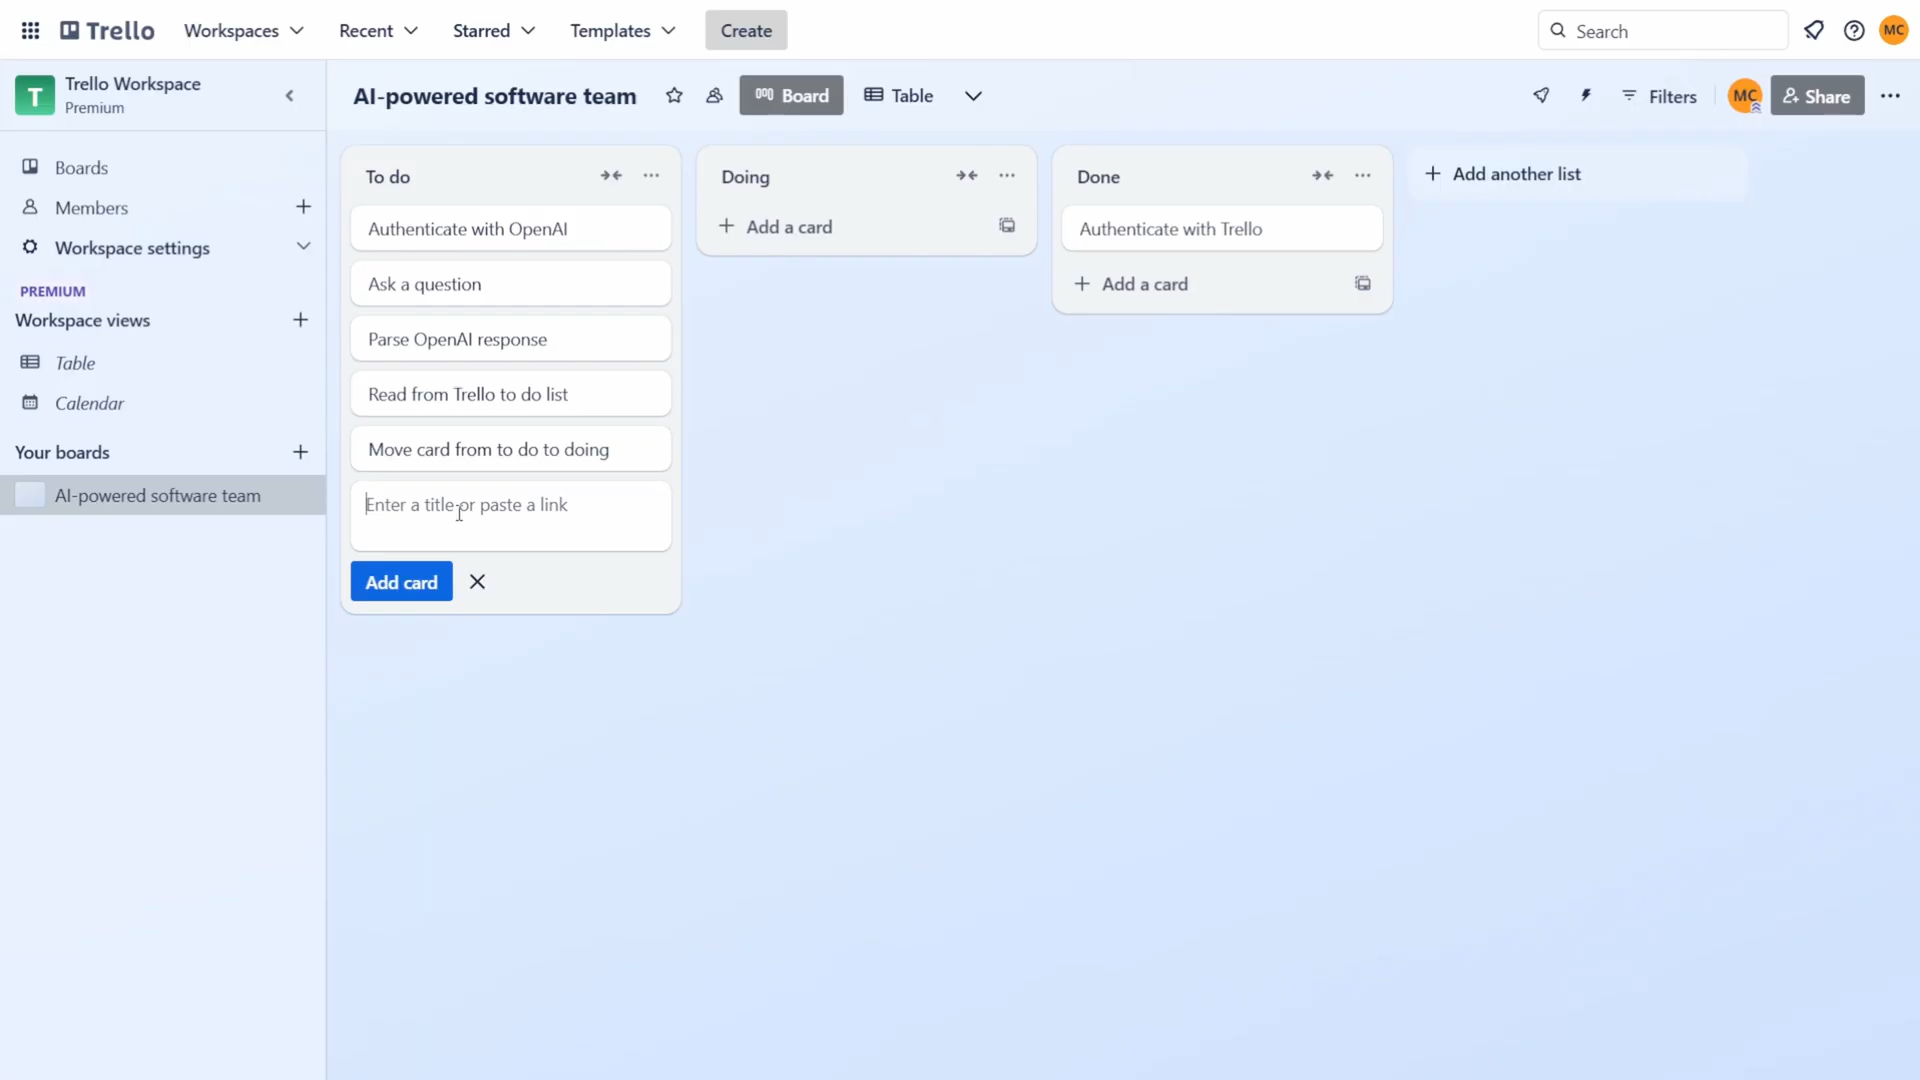 Trello
Workspaces
Recent
Starred
Templates
Create
Search
MC
T
Trello Workspace
Premium
AI-powered software team
Board
Table
Filters
MC
Share
Boards
Members
Workspace settings
PREMIUM
Workspace views
Table
Calendar
Your boards
AI-powered software team
To do
Authenticate with OpenAI
Ask a question
Parse OpenAI response
Read from Trello to do list
Move card from to do to doing
Enter a title or paste a link
Add card
Doing
Add a card
Done
Authenticate with Trello
Add a card
Add another list